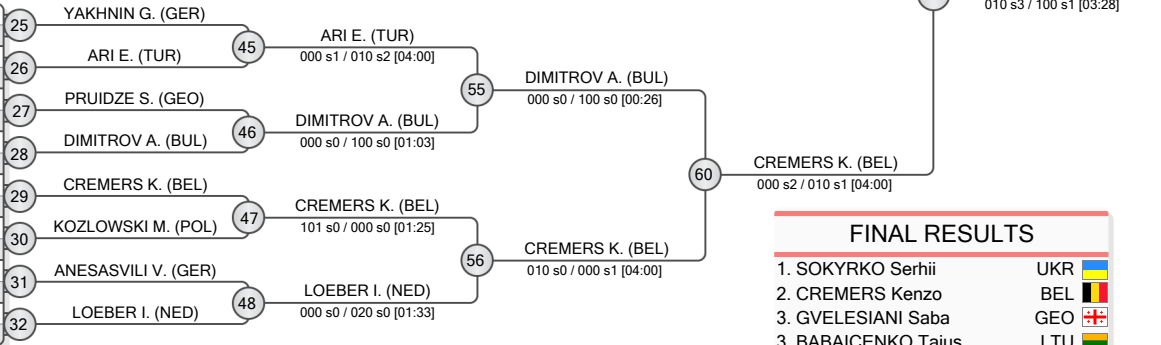 010 s3 / 100 s1 [03:28]
25
YAKHNIN G. (GER)
26
ARI E. (TUR)
45
ARI E. (TUR)
000 s1 / 010 s2 [04:00]
27
PRUIDZE S. (GEO)
28
DIMITROV A. (BUL)
46
DIMITROV A. (BUL)
000 s0 / 100 s0 [01:03]
55
DIMITROV A. (BUL)
000 s0 / 100 s0 [00:26]
29
CREMERS K. (BEL)
30
KOZLOWSKI M. (POL)
47
CREMERS K. (BEL)
101 s0 / 000 s0 [01:25]
31
ANESASVILI V. (GER)
32
LOEBER I. (NED)
48
LOEBER I. (NED)
000 s0 / 020 s0 [01:33]
56
CREMERS K. (BEL)
010 s0 / 000 s1 [04:00]
60
CREMERS K. (BEL)
000 s2 / 010 s1 [04:00]
FINAL RESULTS
1. SOKYRKO Serhii UKR
2. CREMERS Kenzo BEL
3. GVELESIANI Saba GEO
3. BABAICENKO Tajus LTU